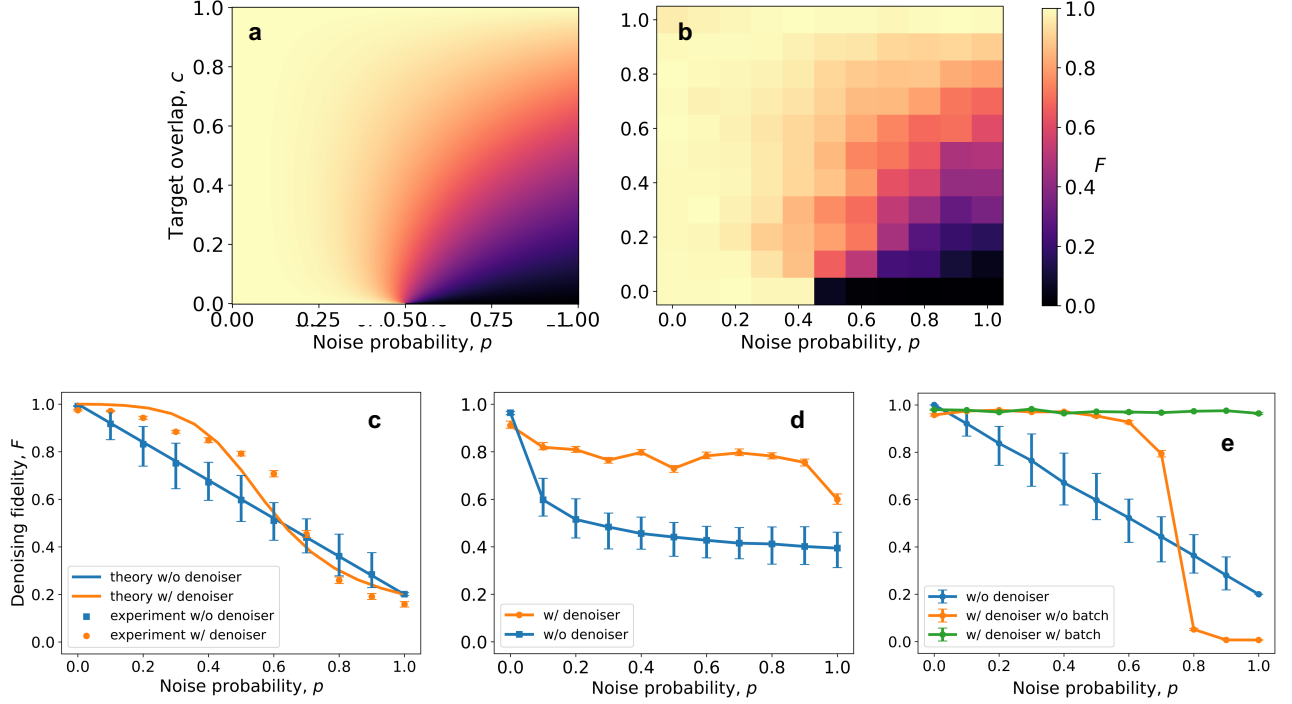 a
1.0
0.8
0.6
0.4
0.2
0.0
Target overlap, c
0.00 0.25 0.50 0.75 1.00
Noise probability, p
b
1.0
0.8
0.6
0.4
0.2
0.0
0.0 0.2 0.4 0.6 0.8 1.0
Noise probability, p
1.0
0.8
0.6
0.4
0.2
0.0
F
c
1.0
0.8
0.6
0.4
0.2
0.0
Denoising fidelity, F
theory w/o denoiser
theory w/ denoiser
experiment w/o denoiser
experiment w/ denoiser
0.0 0.2 0.4 0.6 0.8 1.0
Noise probability, p
d
1.0
0.8
0.6
0.4
0.2
0.0
w/ denoiser
w/o denoiser
0.0 0.2 0.4 0.6 0.8 1.0
Noise probability, p
e
1.0
0.8
0.6
0.4
0.2
0.0
w/o denoiser
w/ denoiser w/o batch
w/ denoiser w/ batch
0.0 0.2 0.4 0.6 0.8 1.0
Noise probability, p